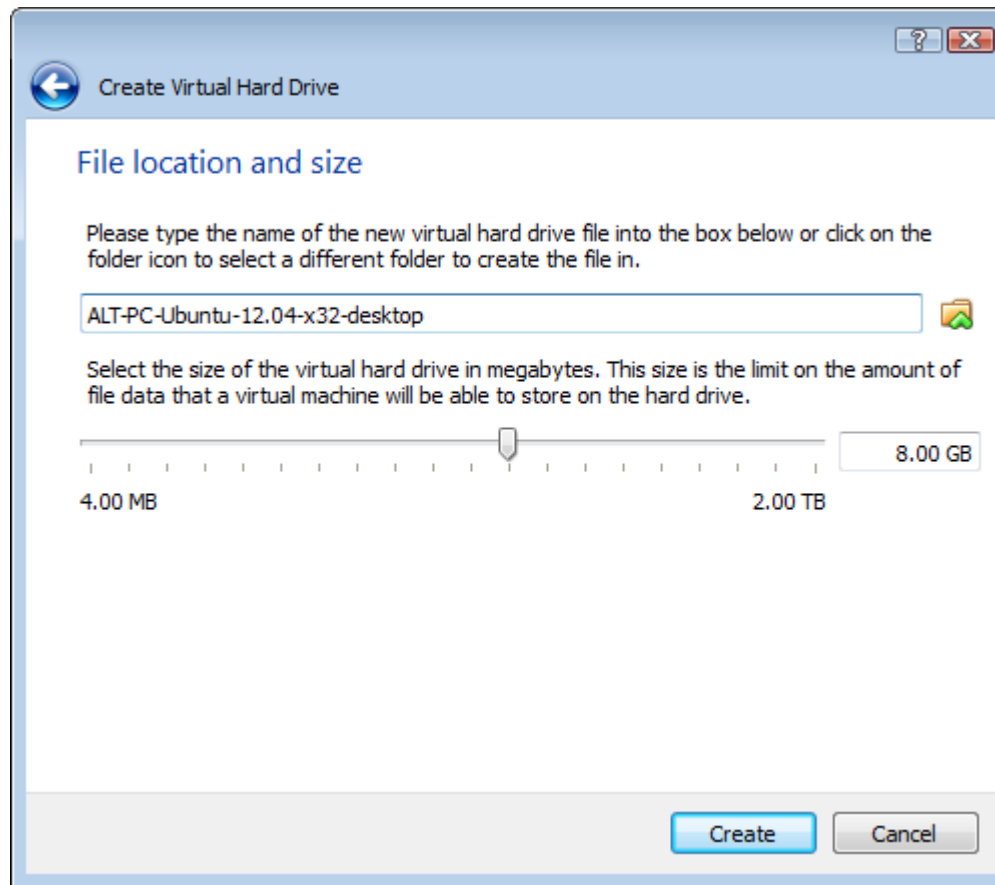 Create Virtual Hard Drive
File location and size
Please type the name of the new virtual hard drive file into the box below or click on the
folder icon to select a different folder to create the file in.
ALT-PC-Ubuntu-12.04-x32-desktop
Select the size of the virtual hard drive in megabytes. This size is the limit on the amount of
file data that a virtual machine will be able to store on the hard drive.
8.00 GB
4.00 MB
2.00 TB
Create
Cancel